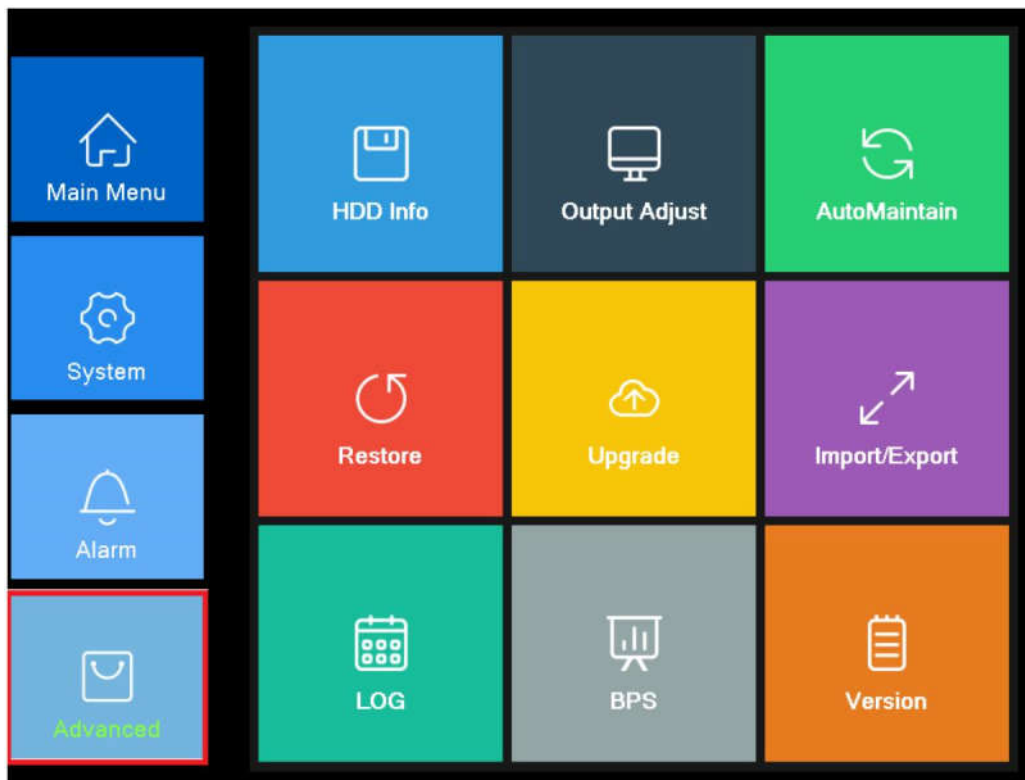 Main Menu
System
Alarm
Advanced
HDD Info
Output Adjust
AutoMaintain
Restore
Upgrade
Import/Export
LOG
BPS
Version